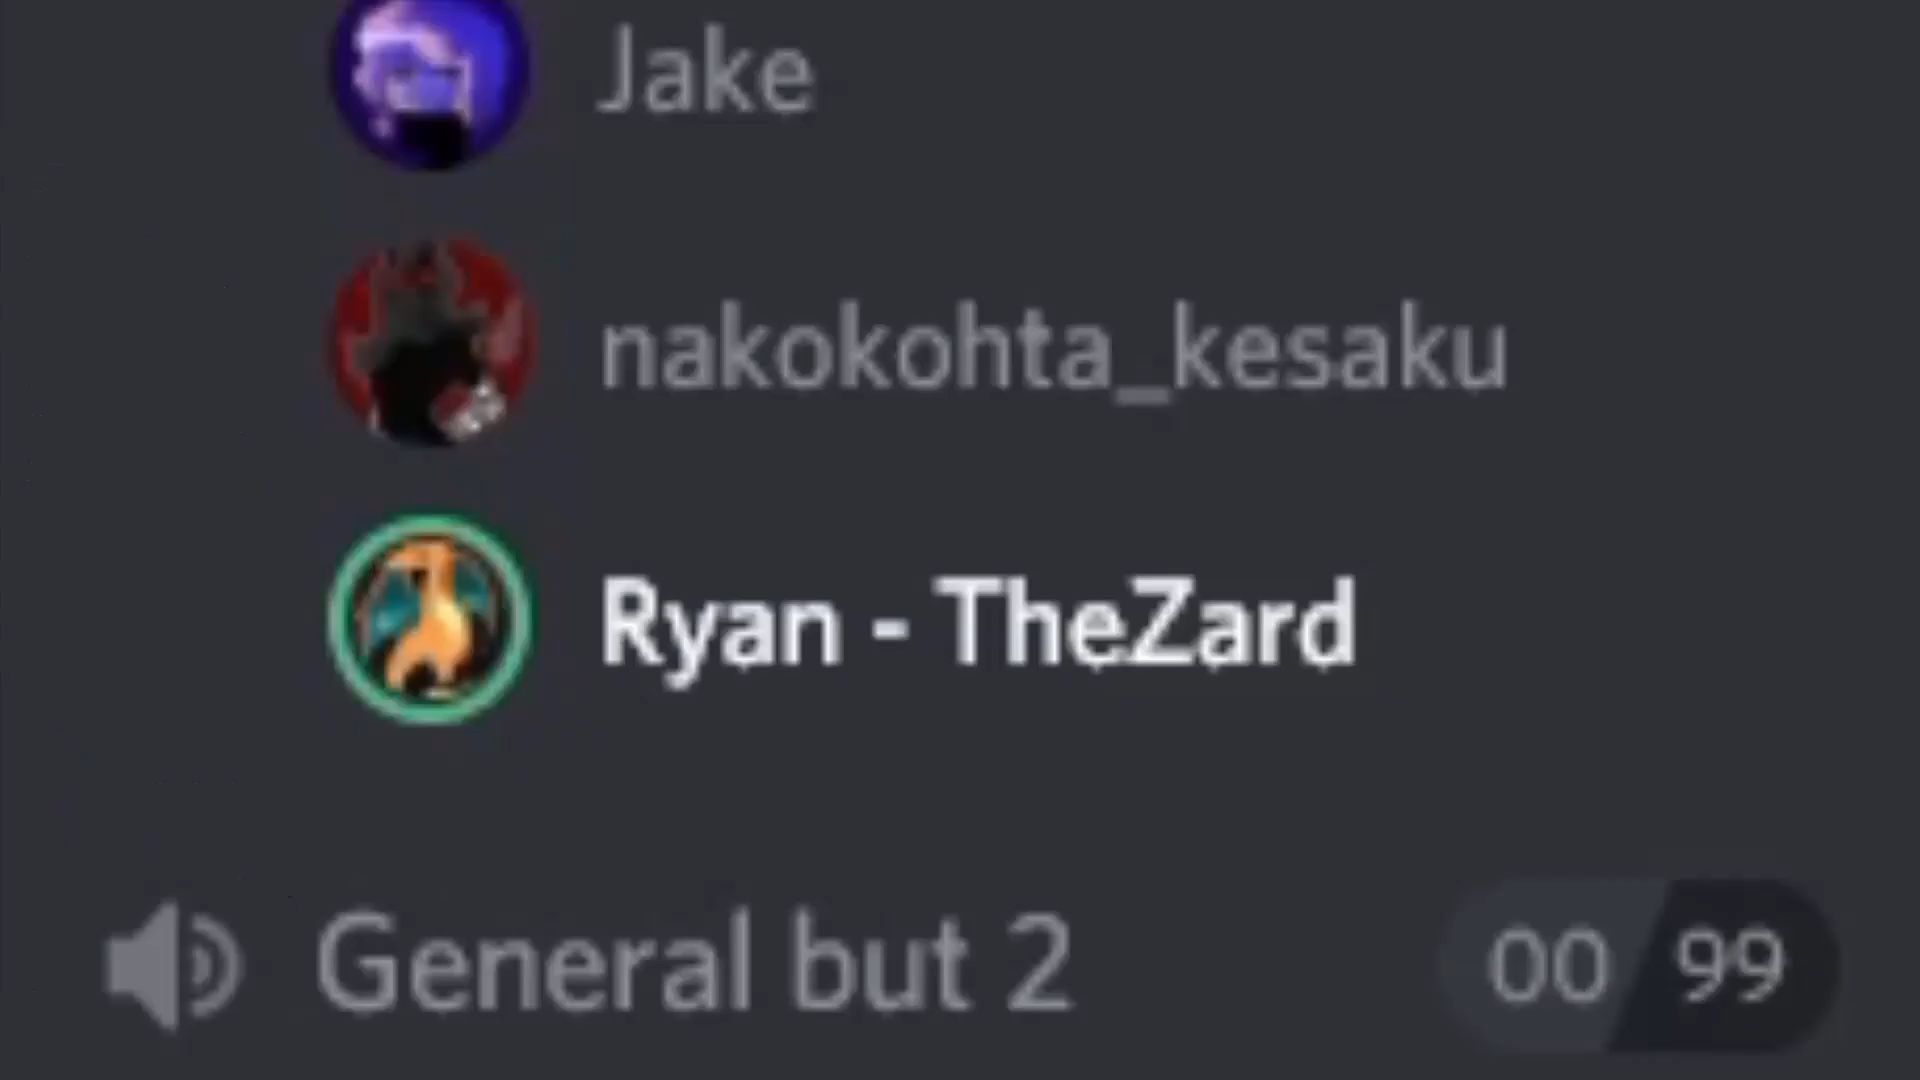 Jake
nakokohta_kesaku
Ryan - TheZard
General but 2 00 99